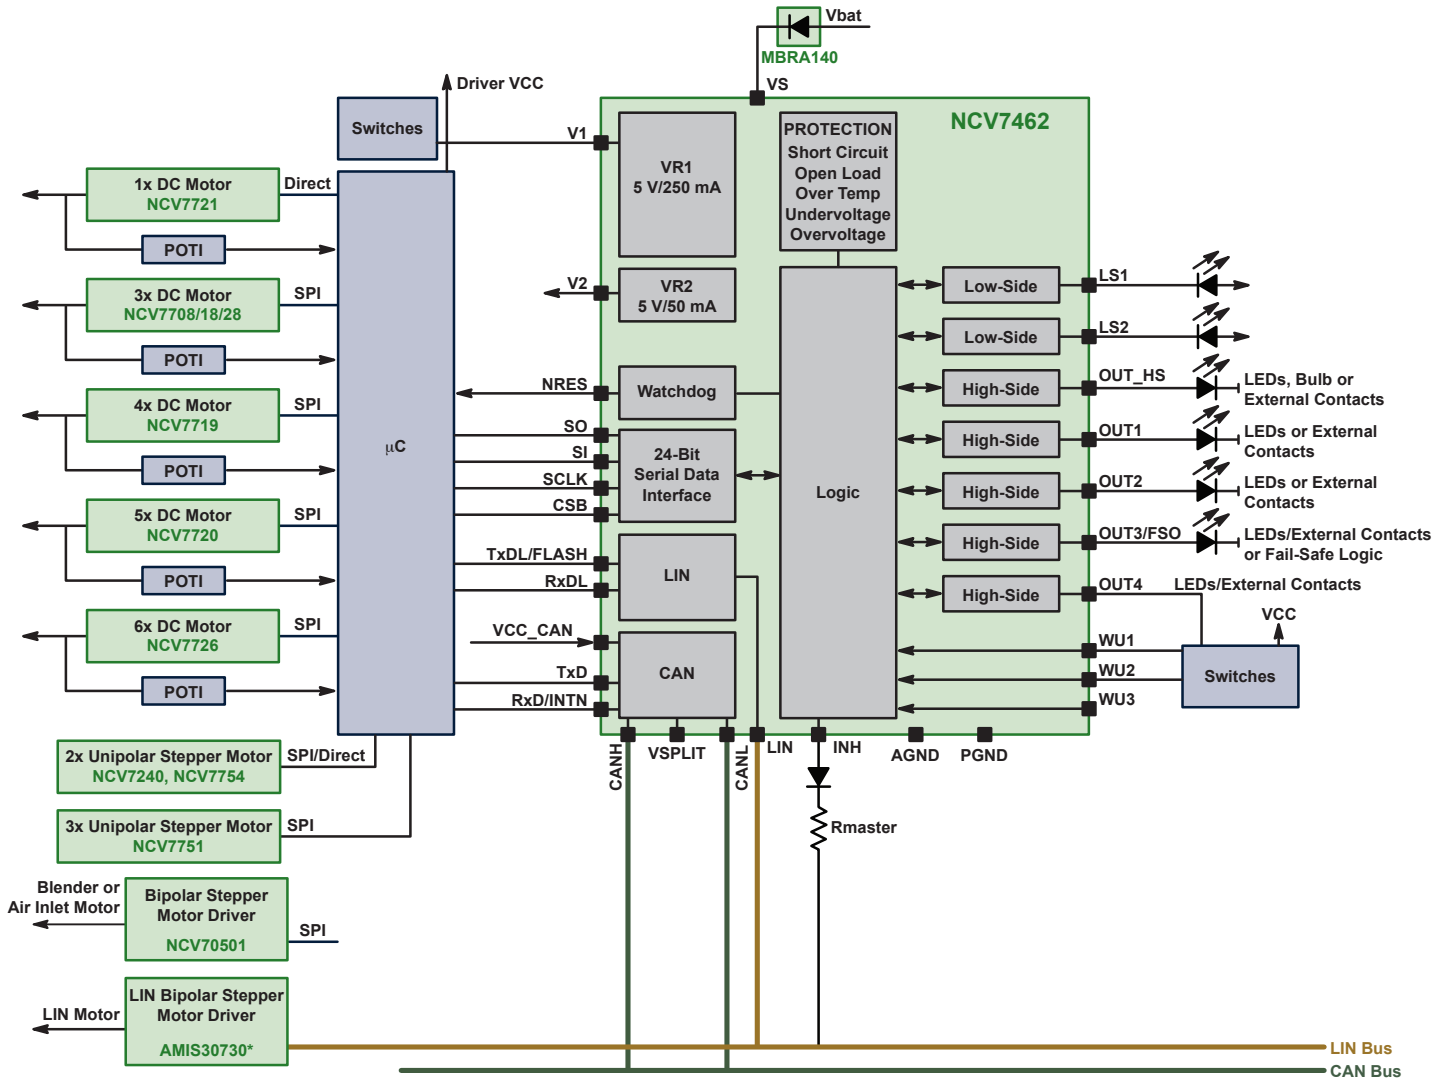 Vbat
MBRA140
VS
Driver VCC
Switches
V1
NCV7462
VR1
5 V/250 mA
PROTECTION
Short Circuit
Open Load
Over Temp
Undervoltage
Overvoltage
1x DC Motor
NCV7721
Direct
POTI
3x DC Motor
NCV7708/18/28
SPI
POTI
4x DC Motor
NCV7719
SPI
POTI
5x DC Motor
NCV7720
SPI
POTI
6x DC Motor
NCV7726
SPI
POTI
2x Unipolar Stepper Motor
NCV7240, NCV7754
SPI/Direct
3x Unipolar Stepper Motor
NCV7751
SPI
Blender or
Air Inlet Motor
Bipolar Stepper
Motor Driver
NCV70501
SPI
LIN Motor
LIN Bipolar Stepper
Motor Driver
AMIS30730*
μC
V2
VR2
5 V/50 mA
NRES
Watchdog
SO
SI
SCLK
CSB
24-Bit
Serial Data
Interface
TxDL/FLASH
RxDL
LIN
VCC_CAN
TxD
RxD/INTN
CAN
Logic
Low-Side
LS1
Low-Side
LS2
High-Side
OUT_HS
LEDs, Bulb or
External Contacts
High-Side
OUT1
LEDs or External
Contacts
High-Side
OUT2
LEDs or External
Contacts
High-Side
OUT3/FSO
LEDs/External Contacts
or Fail-Safe Logic
High-Side
OUT4
LEDs/External Contacts
VCC
WU1
WU2
WU3
Switches
CANH
VSPLIT
CANL
LIN
INH
AGND
PGND
Rmaster
LIN Bus
CAN Bus